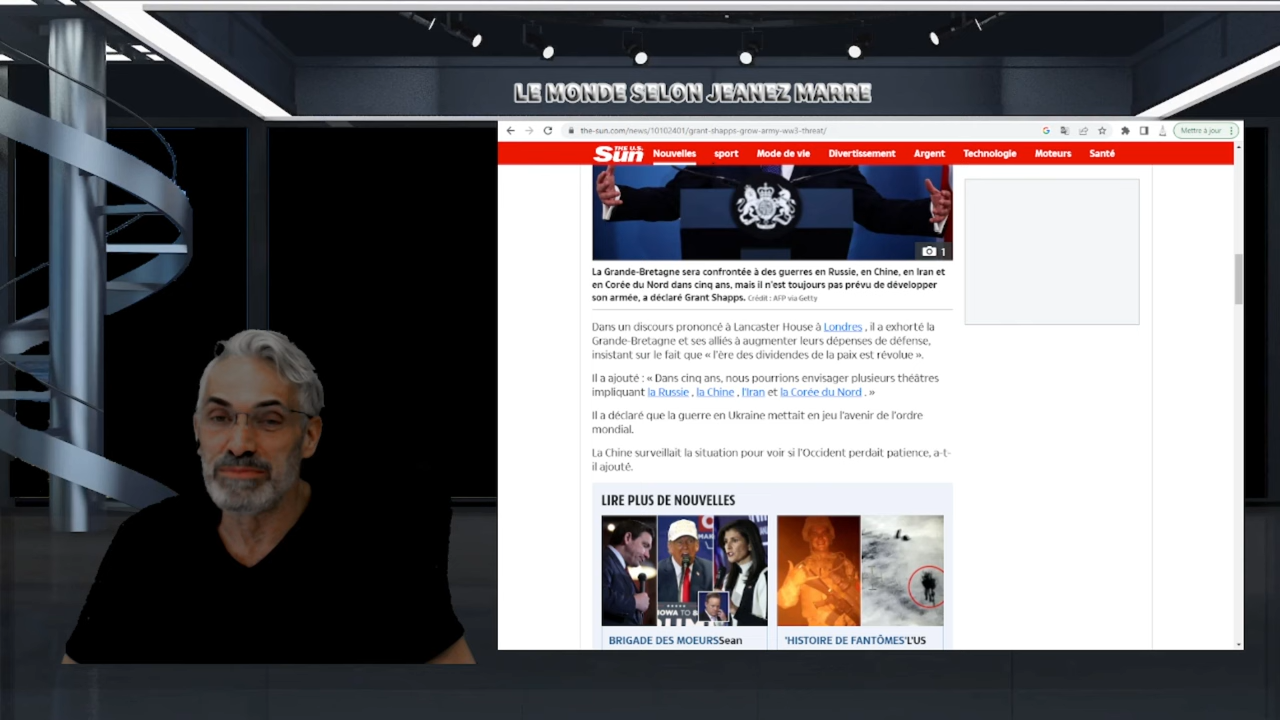 LE MONDE SELON JEANEZ MARRE
the-sun.com/news/10102401/grant-shapps-grow-army-ww3-threat/
Mettre à jour
THE U.S. Sun
Nouvelles sport Mode de vie Divertissement Argent Technologie Moteurs Santé
1
La Grande-Bretagne sera confrontée à des guerres en Russie, en Chine, en Iran et
en Corée du Nord dans cinq ans, mais il n'est toujours pas prévu de développer
son armée, a déclaré Grant Shapps. Crédit : AFP via Getty
Dans un discours prononcé à Lancaster House à Londres , il a exhorté la
Grande-Bretagne et ses alliés à augmenter leurs dépenses de défense,
insistant sur le fait que « l'ère des dividendes de la paix est révolue ».
Il a ajouté : « Dans cinq ans, nous pourrions envisager plusieurs théâtres
impliquant la Russie , la Chine , l'Iran et la Corée du Nord . »
Il a déclaré que la guerre en Ukraine mettait en jeu l'avenir de l'ordre
mondial.
La Chine surveillait la situation pour voir si l'Occident perdait patience, a-t-
il ajouté.
LIRE PLUS DE NOUVELLES
IOWA TO
BRIGADE DES MOEURSSean
'HISTOIRE DE FANTÔMES'L'US